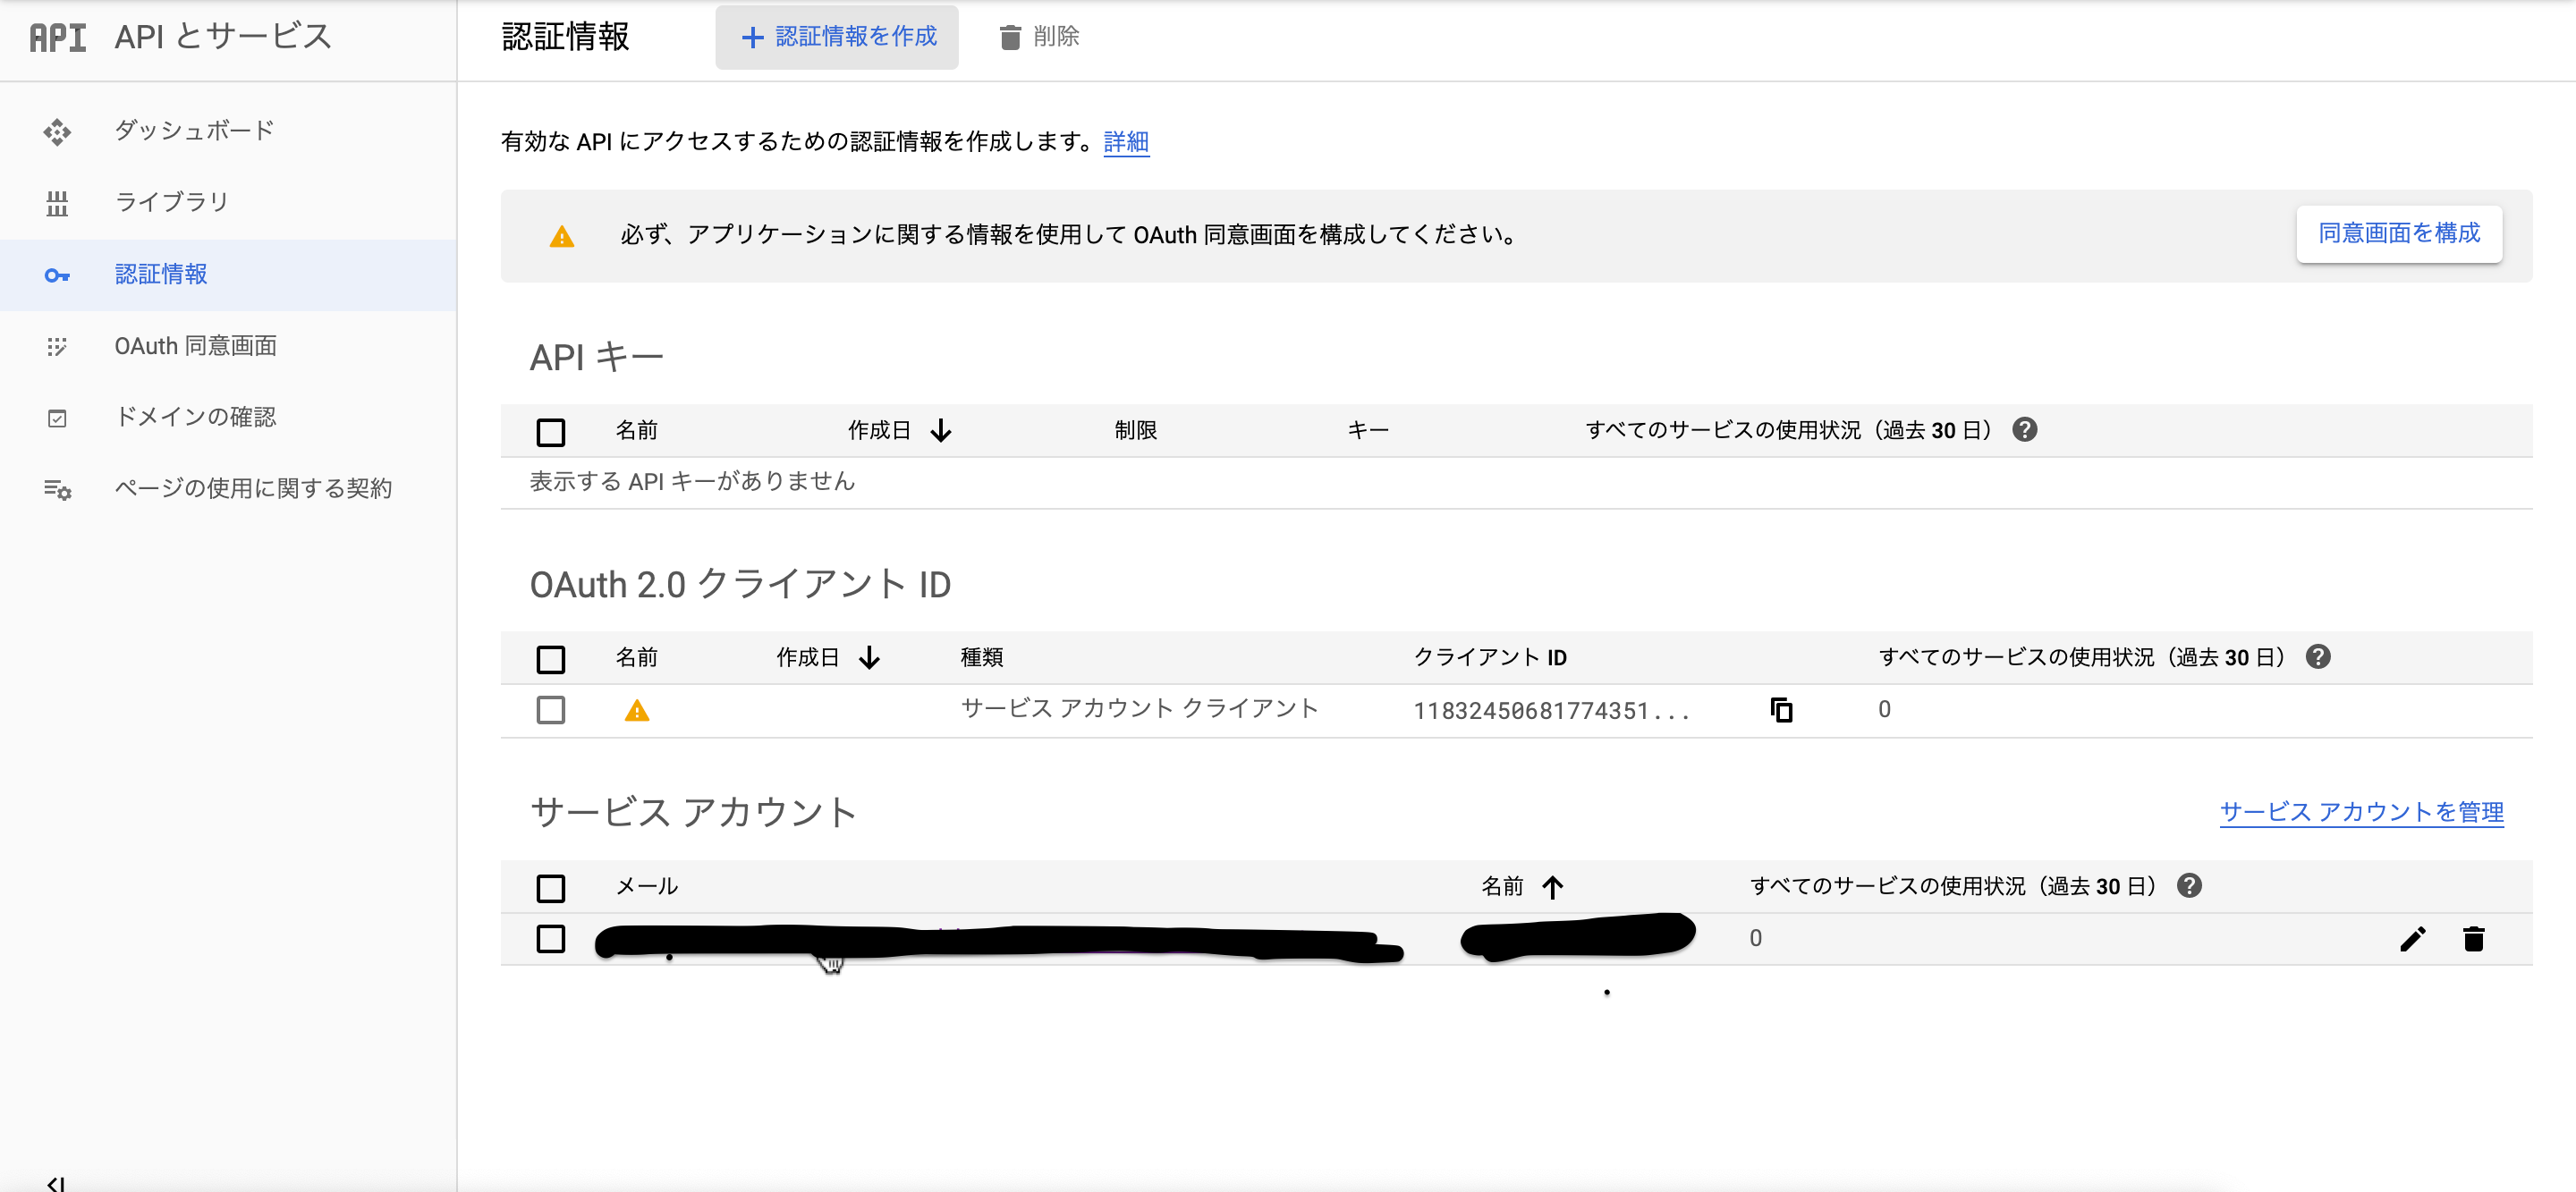 API API とサービス
認証情報
認証情報を作成
削除
ダッシュボード
ライブラリ
認証情報
OAuth 同意画面
ドメインの確認
ページの使用に関する契約
有効な API にアクセスするための認証情報を作成します。詳細
必ず、アプリケーションに関する情報を使用して OAuth 同意画面を構成してください。
同意画面を構成
API キー
名前 作成日 制限 キー すべてのサービスの使用状況（過去 30 日）
表示する API キーがありません
OAuth 2.0 クライアント ID
名前 作成日 種類 クライアント ID すべてのサービスの使用状況（過去 30 日）
サービス アカウント クライアント 11832450681774351... 0
サービス アカウント
サービス アカウントを管理
メール 名前 すべてのサービスの使用状況（過去 30 日）
0